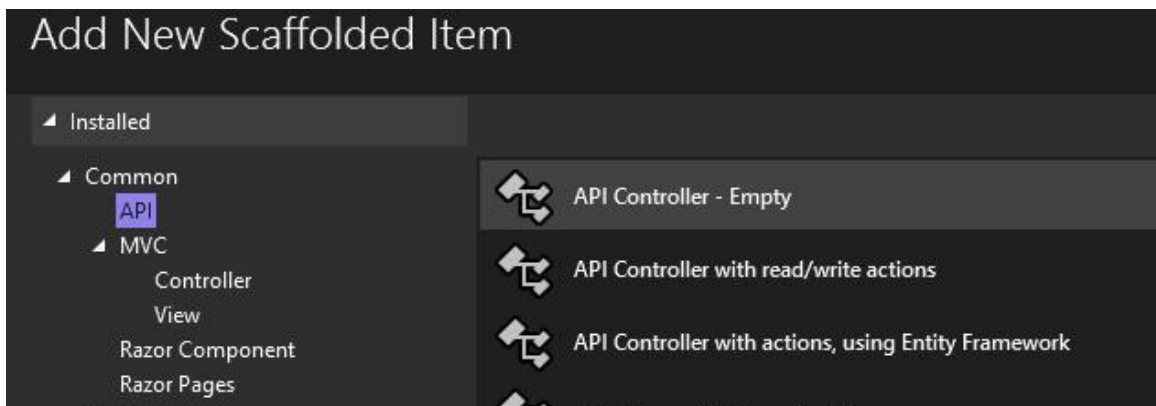 Add New Scaffolded Item
Installed
Common
API
MVC
Controller
View
Razor Component
Razor Pages
API Controller - Empty
API Controller with read/write actions
API Controller with actions, using Entity Framework